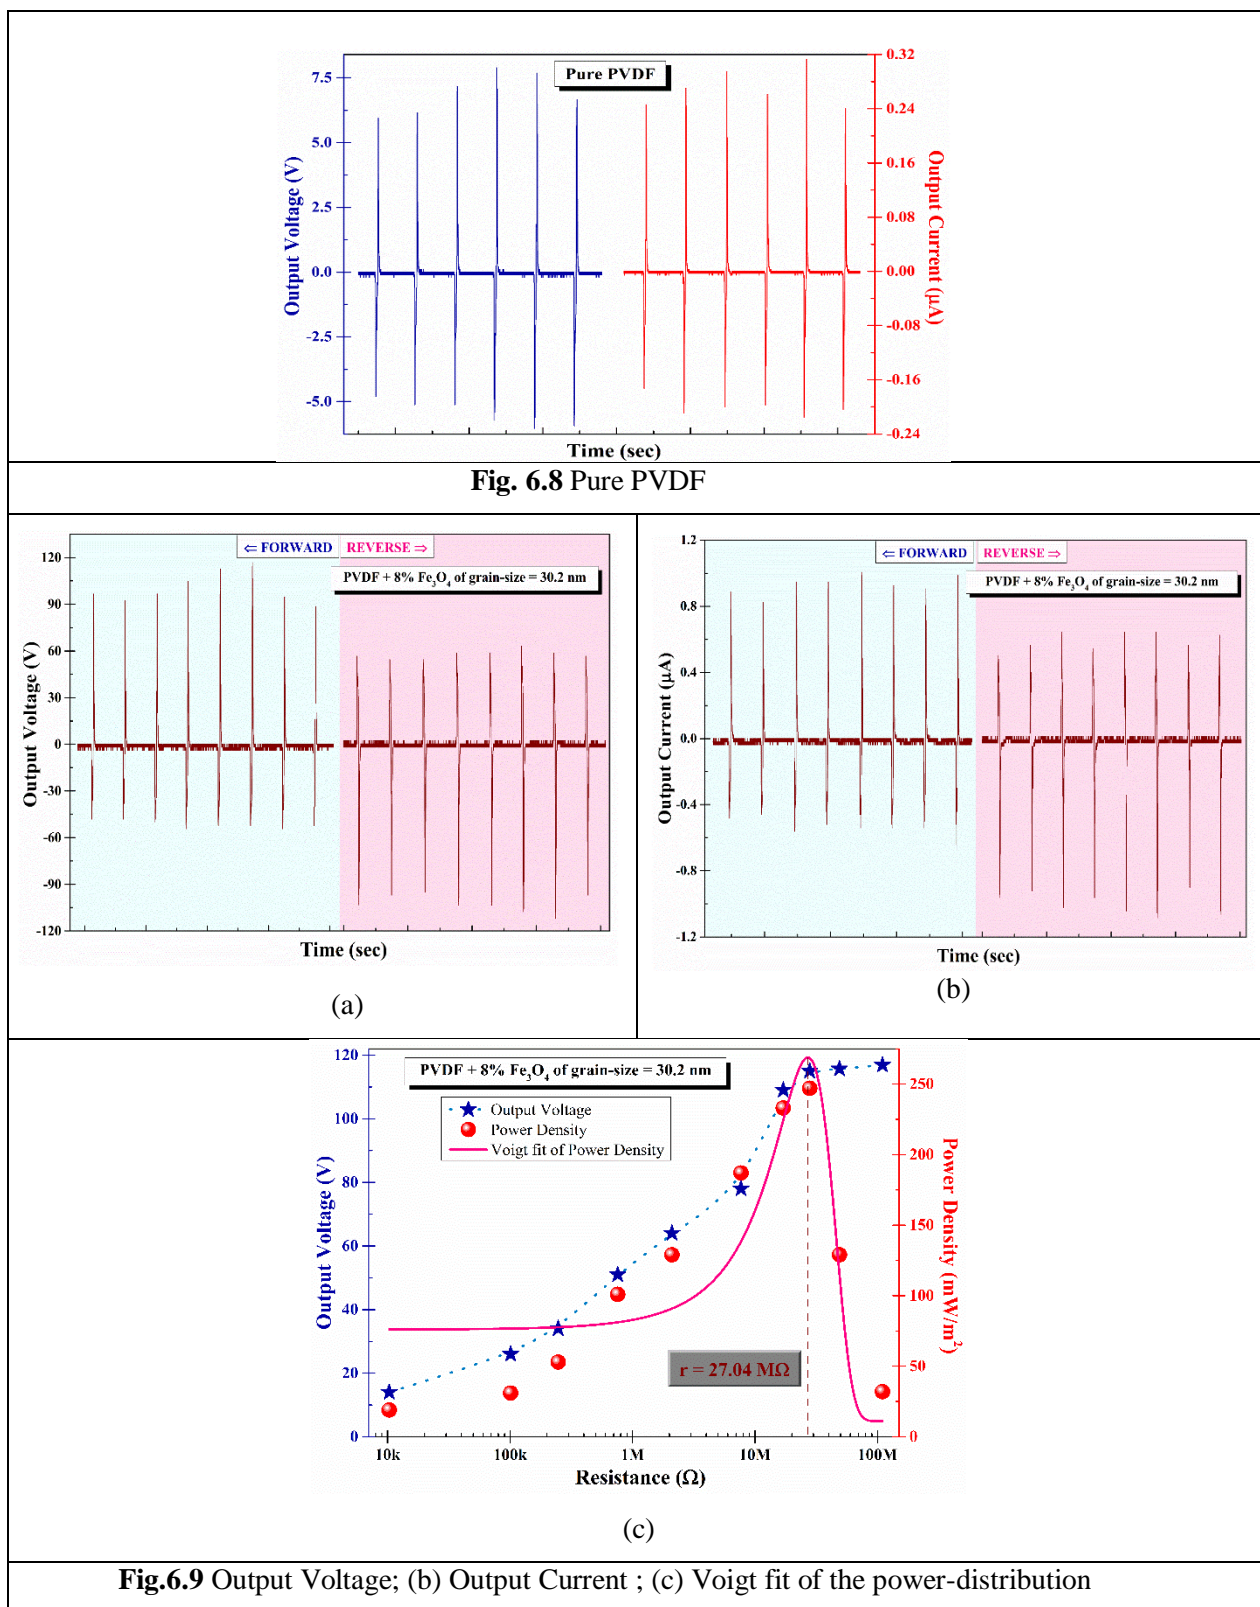 Pure PVDF
Output Voltage (V)
7.5
5.0
2.5
0.0
-2.5
-5.0
0.32
0.24
0.16
0.08
0.00
-0.08
-0.16
-0.24
Output Current (μA)
Time (sec)
Fig. 6.8 Pure PVDF
⇐ FORWARD REVERSE ⇒
PVDF + 8% Fe₃O₄ of grain-size = 30.2 nm
Output Voltage (V)
120
90
60
30
0
-30
-60
-90
-120
Time (sec)
(a)
⇐ FORWARD REVERSE ⇒
PVDF + 8% Fe₃O₄ of grain-size = 30.2 nm
Output Current (μA)
1.2
0.8
0.4
0.0
-0.4
-0.8
-1.2
Time (sec)
(b)
PVDF + 8% Fe₃O₄ of grain-size = 30.2 nm
Output Voltage
Power Density
Voigt fit of Power Density
Output Voltage (V)
120
100
80
60
40
20
0
250
200
150
100
50
0
Power Density (mW/m²)
r = 27.04 MΩ
10k 100k 1M 10M 100M
Resistance (Ω)
(c)
Fig.6.9 Output Voltage; (b) Output Current ; (c) Voigt fit of the power-distribution